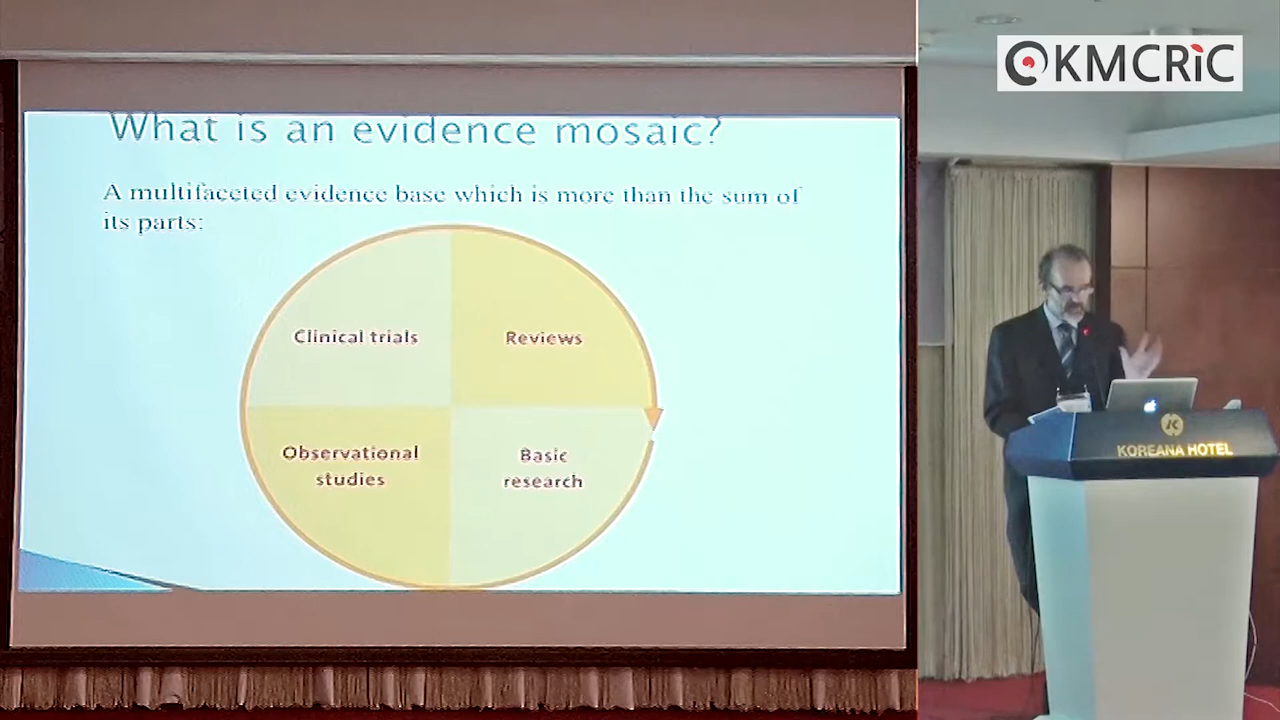 What is an evidence mosaic?
A multifaceted evidence base which is more than the sum of
its parts:
Clinical trials
Reviews
Observational
studies
Basic
research
KMCRIC
KOREANA HOTEL